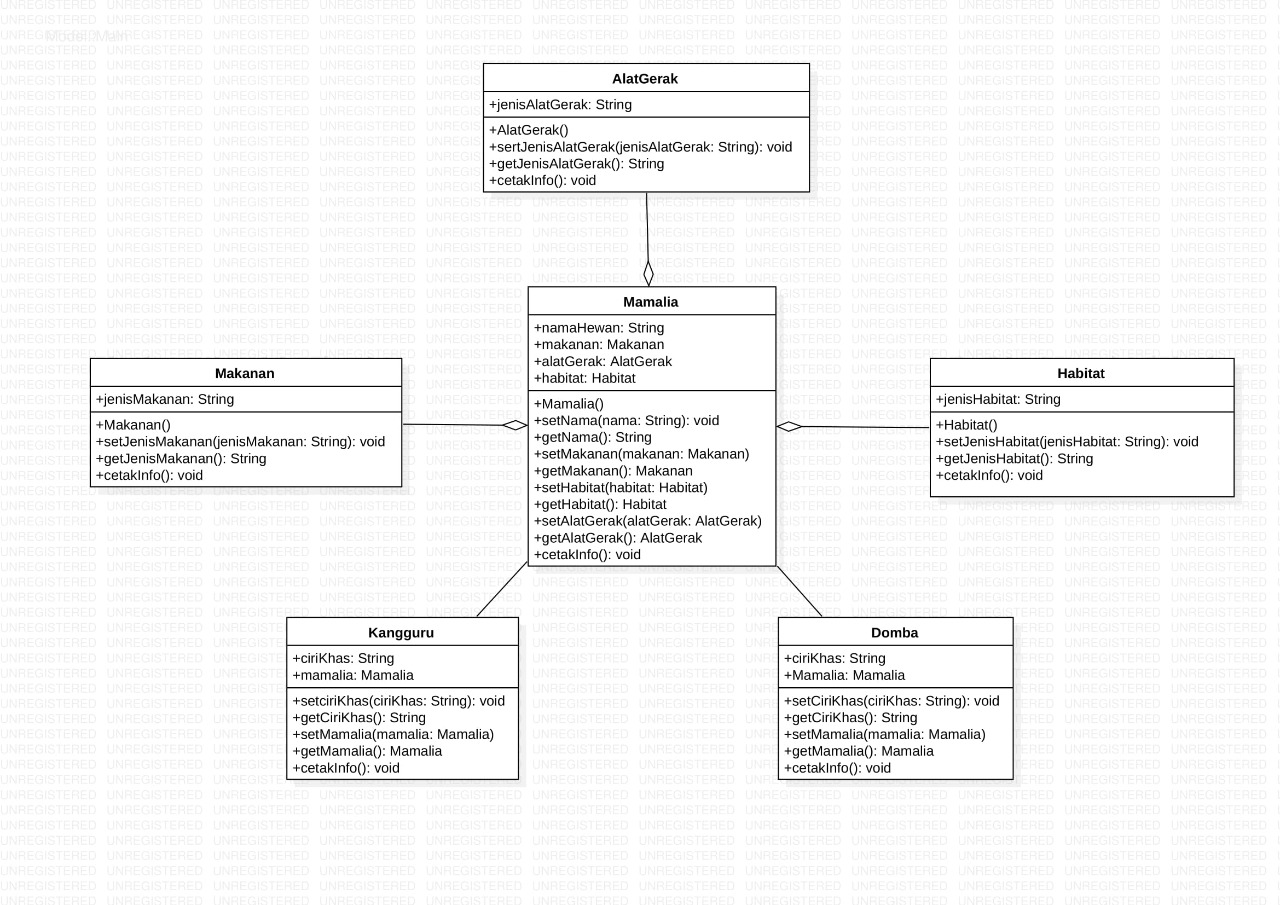 Model::Main
AlatGerak
+jenisAlatGerak: String
+AlatGerak()
+sertJenisAlatGerak(jenisAlatGerak: String): void
+getJenisAlatGerak(): String
+cetakInfo(): void
Mamalia
+namaHewan: String
+makanan: Makanan
+alatGerak: AlatGerak
+habitat: Habitat
+Mamalia()
+setNama(nama: String): void
+getNama(): String
+setMakanan(makanan: Makanan)
+getMakanan(): Makanan
+setHabitat(habitat: Habitat)
+getHabitat(): Habitat
+setAlatGerak(alatGerak: AlatGerak)
+getAlatGerak(): AlatGerak
+cetakInfo(): void
Makanan
+jenisMakanan: String
+Makanan()
+setJenisMakanan(jenisMakanan: String): void
+getJenisMakanan(): String
+cetakInfo(): void
Habitat
+jenisHabitat: String
+Habitat()
+setJenisHabitat(jenisHabitat: String): void
+getJenisHabitat(): String
+cetakInfo(): void
Kangguru
+ciriKhas: String
+mamalia: Mamalia
+setciriKhas(ciriKhas: String): void
+getCiriKhas(): String
+setMamalia(mamalia: Mamalia)
+getMamalia(): Mamalia
+cetakInfo(): void
Domba
+ciriKhas: String
+Mamalia: Mamalia
+setCiriKhas(ciriKhas: String): void
+getCiriKhas(): String
+setMamalia(mamalia: Mamalia)
+getMamalia(): Mamalia
+cetakInfo(): void
UNREGISTERED